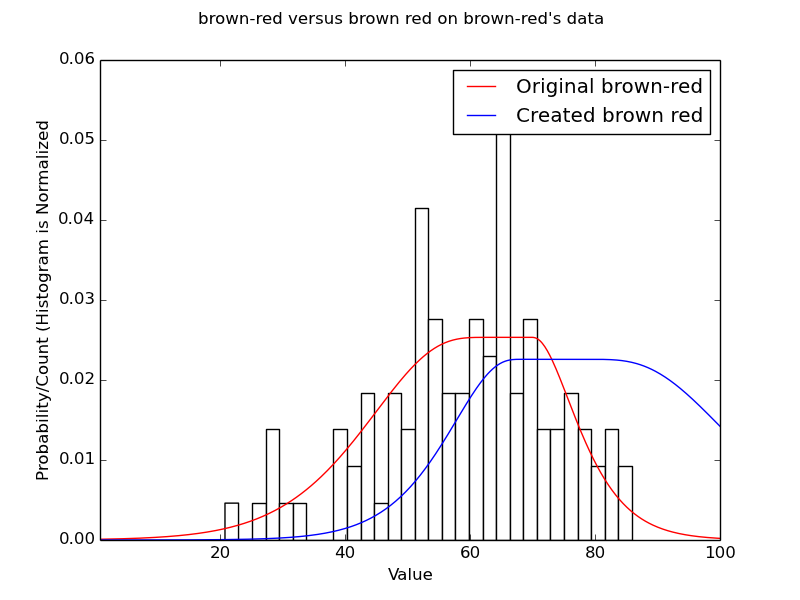 brown-red versus brown red on brown-red's data
Original brown-red
Created brown red
0.06
0.05
0.04
0.03
0.02
0.01
0.00
Probability/Count (Histogram is Normalized
20
40
60
80
100
Value